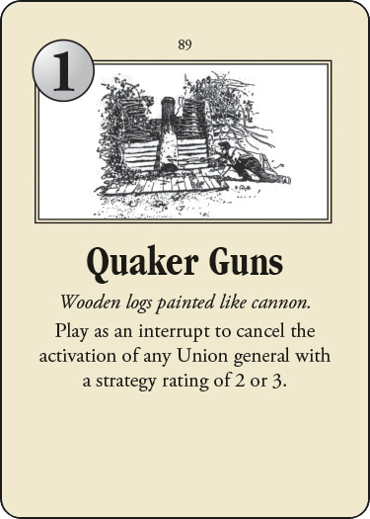 89
1
Quaker Guns
Wooden logs painted like cannon.
Play as an interrupt to cancel the
activation of any Union general with
a strategy rating of 2 or 3.